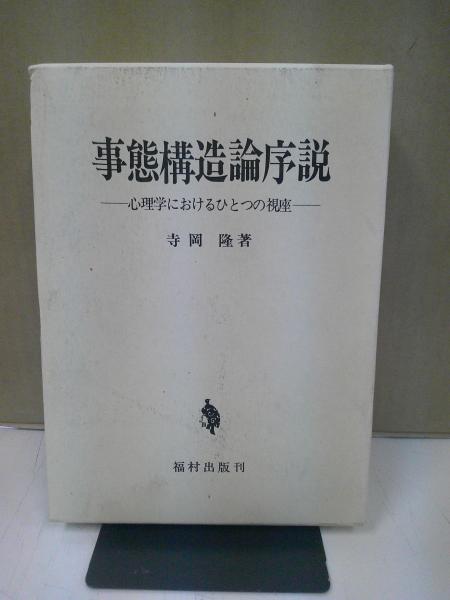 事態構造論序説
──心理学におけるひとつの視座──
寺岡 隆著
福村出版刊